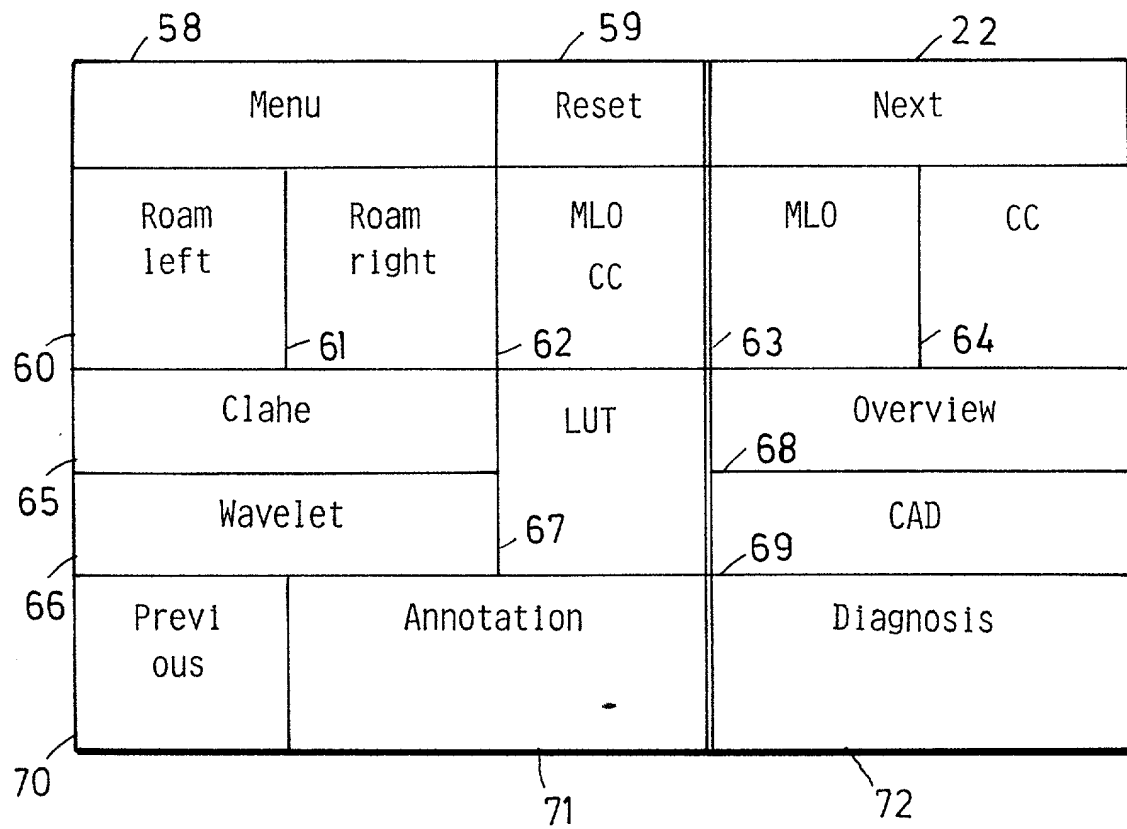 58 59 22
Menu Reset Next
Roam left
Roam right
MLO
CC
MLO
CC
60 61 62 63 64
Clahe
LUT
Overview
65
68
Wavelet
67
CAD
66
69
Previ
ous
Annotation
Diagnosis
70 71 72